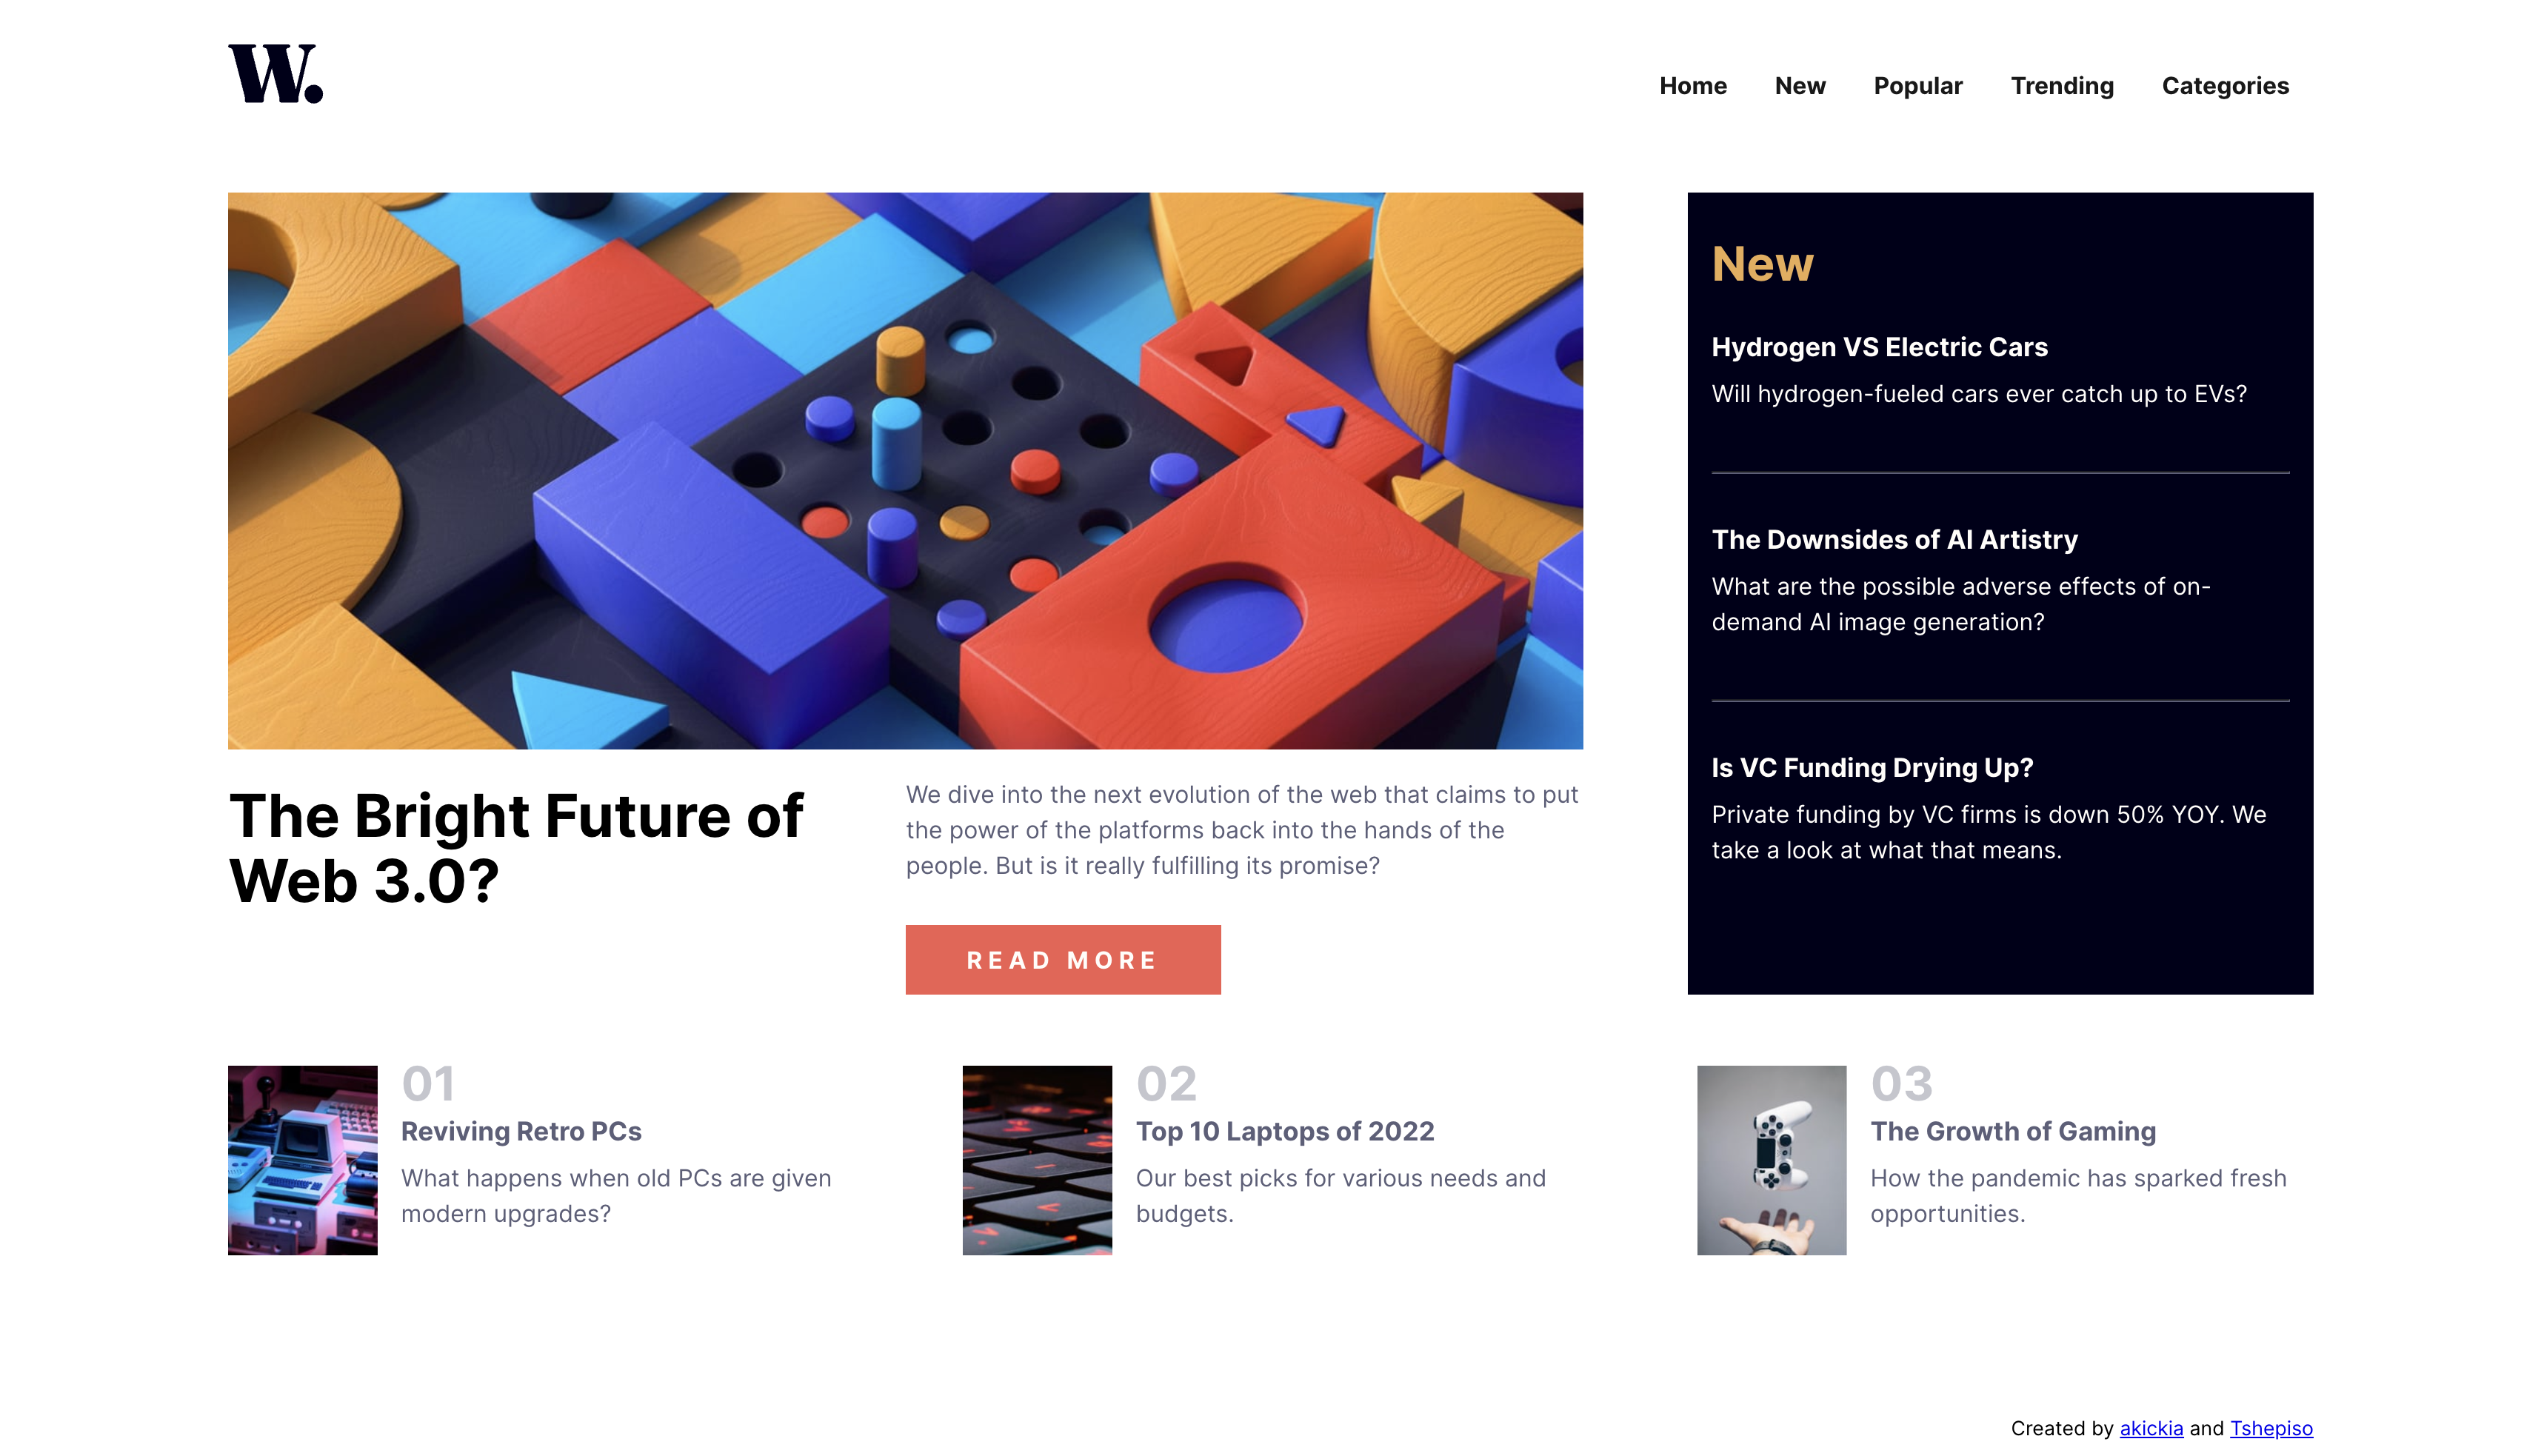 W.
Home New Popular Trending Categories
New
Hydrogen VS Electric Cars
Will hydrogen-fueled cars ever catch up to EVs?
The Downsides of AI Artistry
What are the possible adverse effects of on-
demand AI image generation?
Is VC Funding Drying Up?
Private funding by VC firms is down 50% YOY. We
take a look at what that means.
The Bright Future of
Web 3.0?
We dive into the next evolution of the web that claims to put
the power of the platforms back into the hands of the
people. But is it really fulfilling its promise?
READ MORE
01
Reviving Retro PCs
What happens when old PCs are given
modern upgrades?
02
Top 10 Laptops of 2022
Our best picks for various needs and
budgets.
03
The Growth of Gaming
How the pandemic has sparked fresh
opportunities.
Created by akickia and Tshepiso